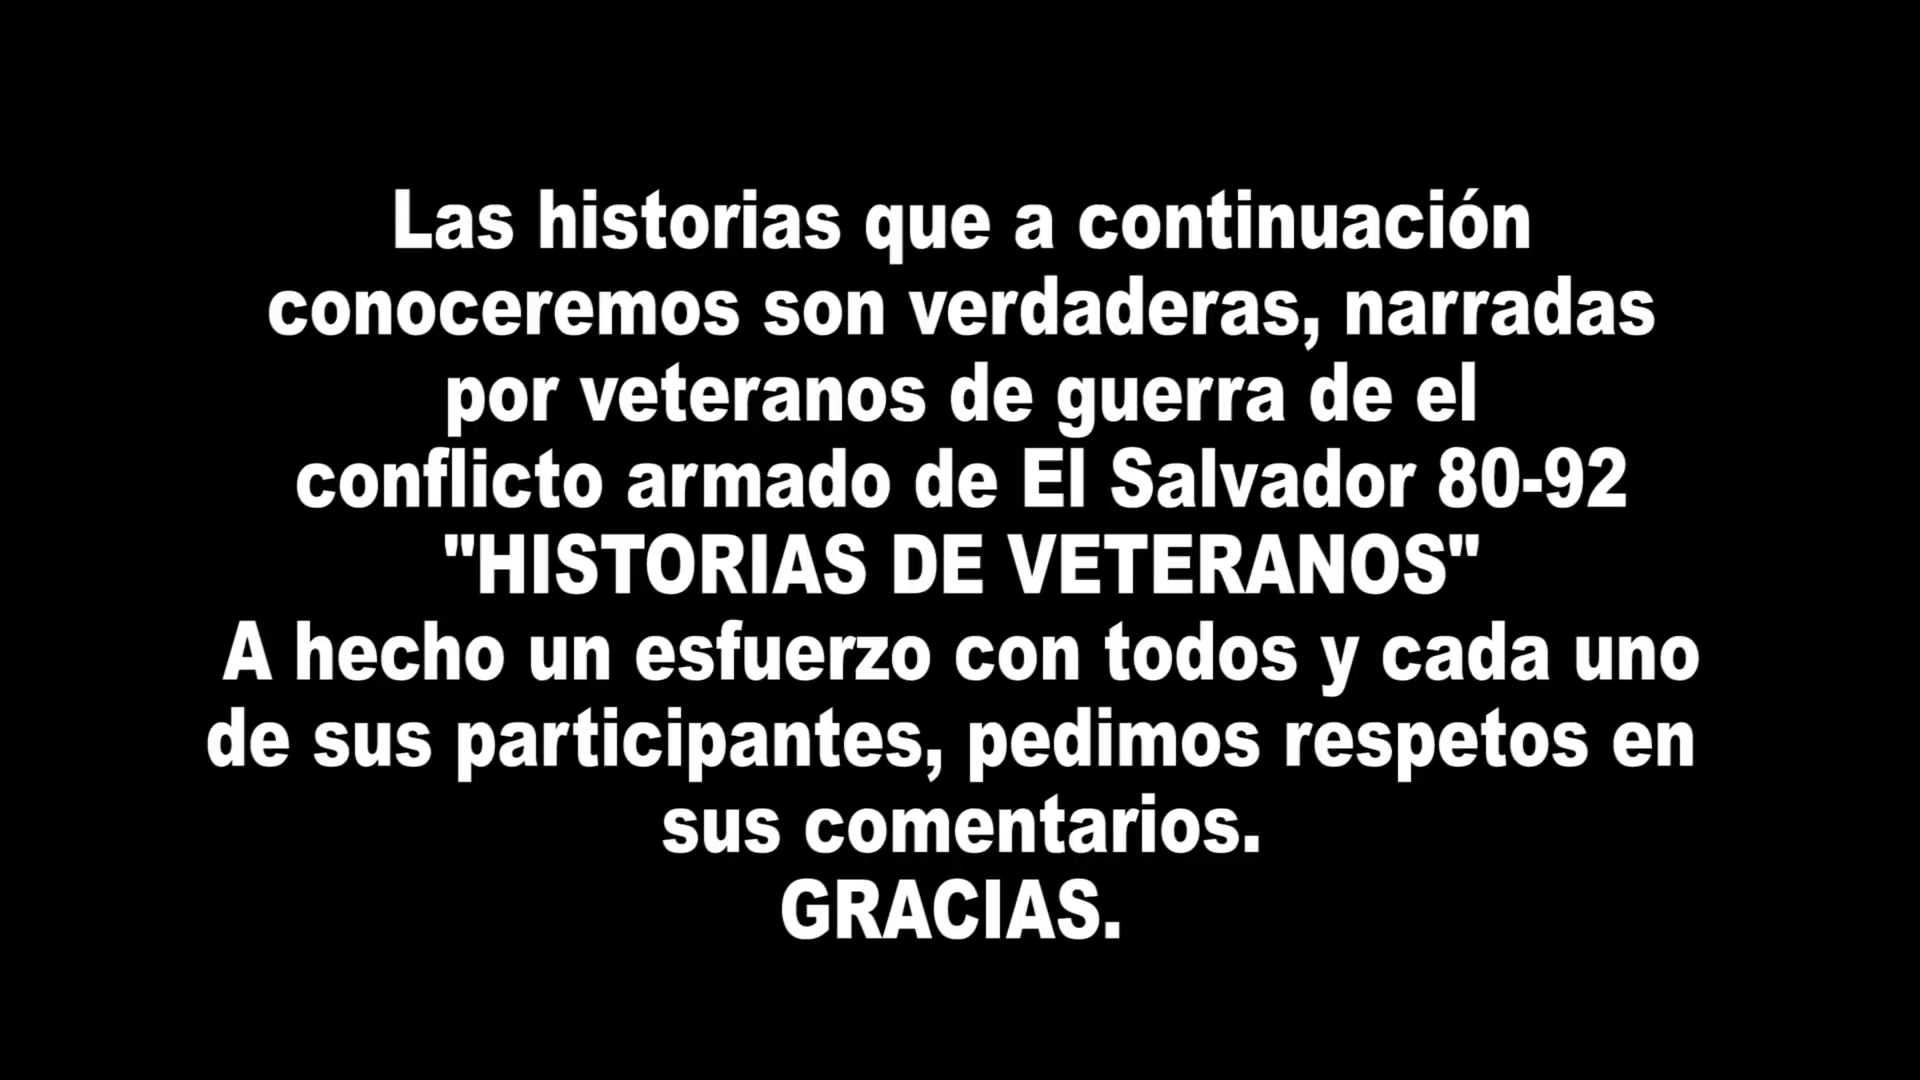 Las historias que a continuación
conoceremos son verdaderas, narradas
por veteranos de guerra de el
conflicto armado de El Salvador 80-92
"HISTORIAS DE VETERANOS"
A hecho un esfuerzo con todos y cada uno
de sus participantes, pedimos respetos en
sus comentarios.
GRACIAS.